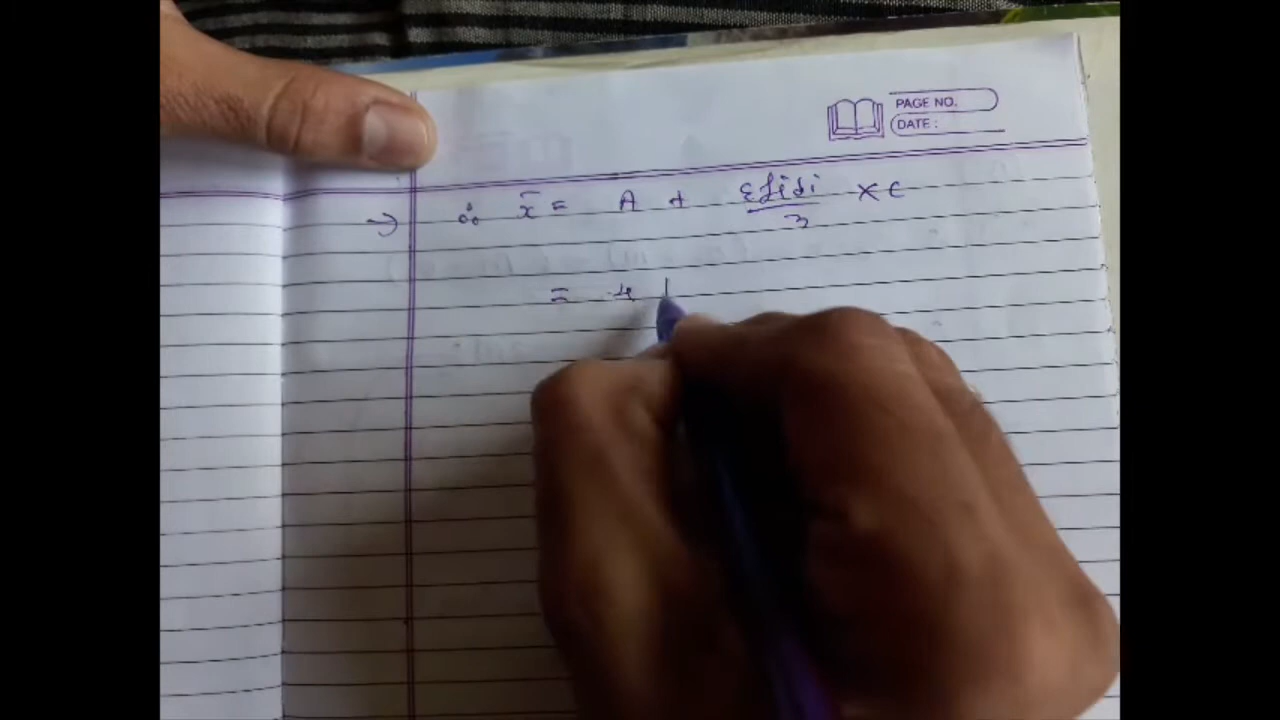 PAGE NO.
DATE :
→ ∴ x̄ = A + Σfidi/n × c
= 4